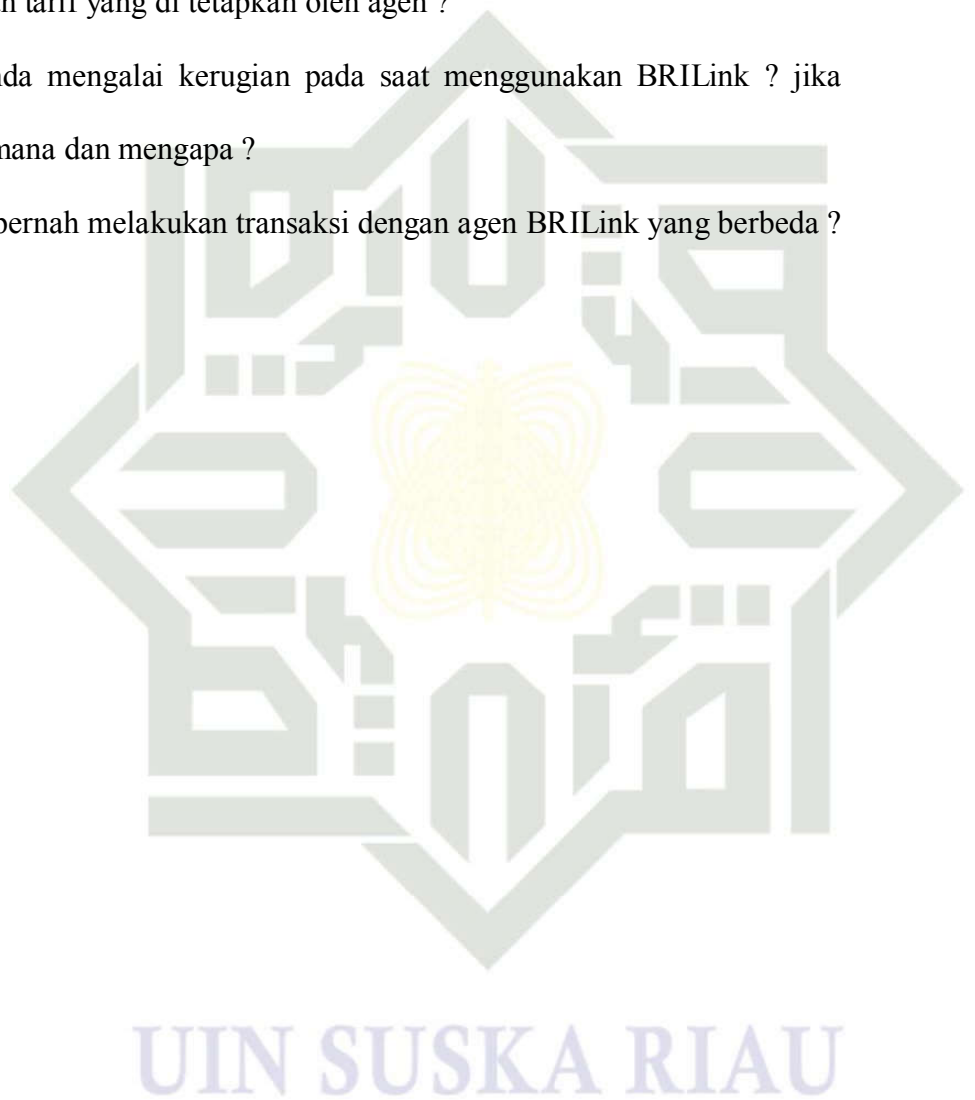 tarif yang di tetapkan oleh agen ?
nda mengalai kerugian pada saat menggunakan BRILink ? jika
mana dan mengapa ?
pernah melakukan transaksi dengan agen BRILink yang berbeda ?
UIN SUSKA RIAU